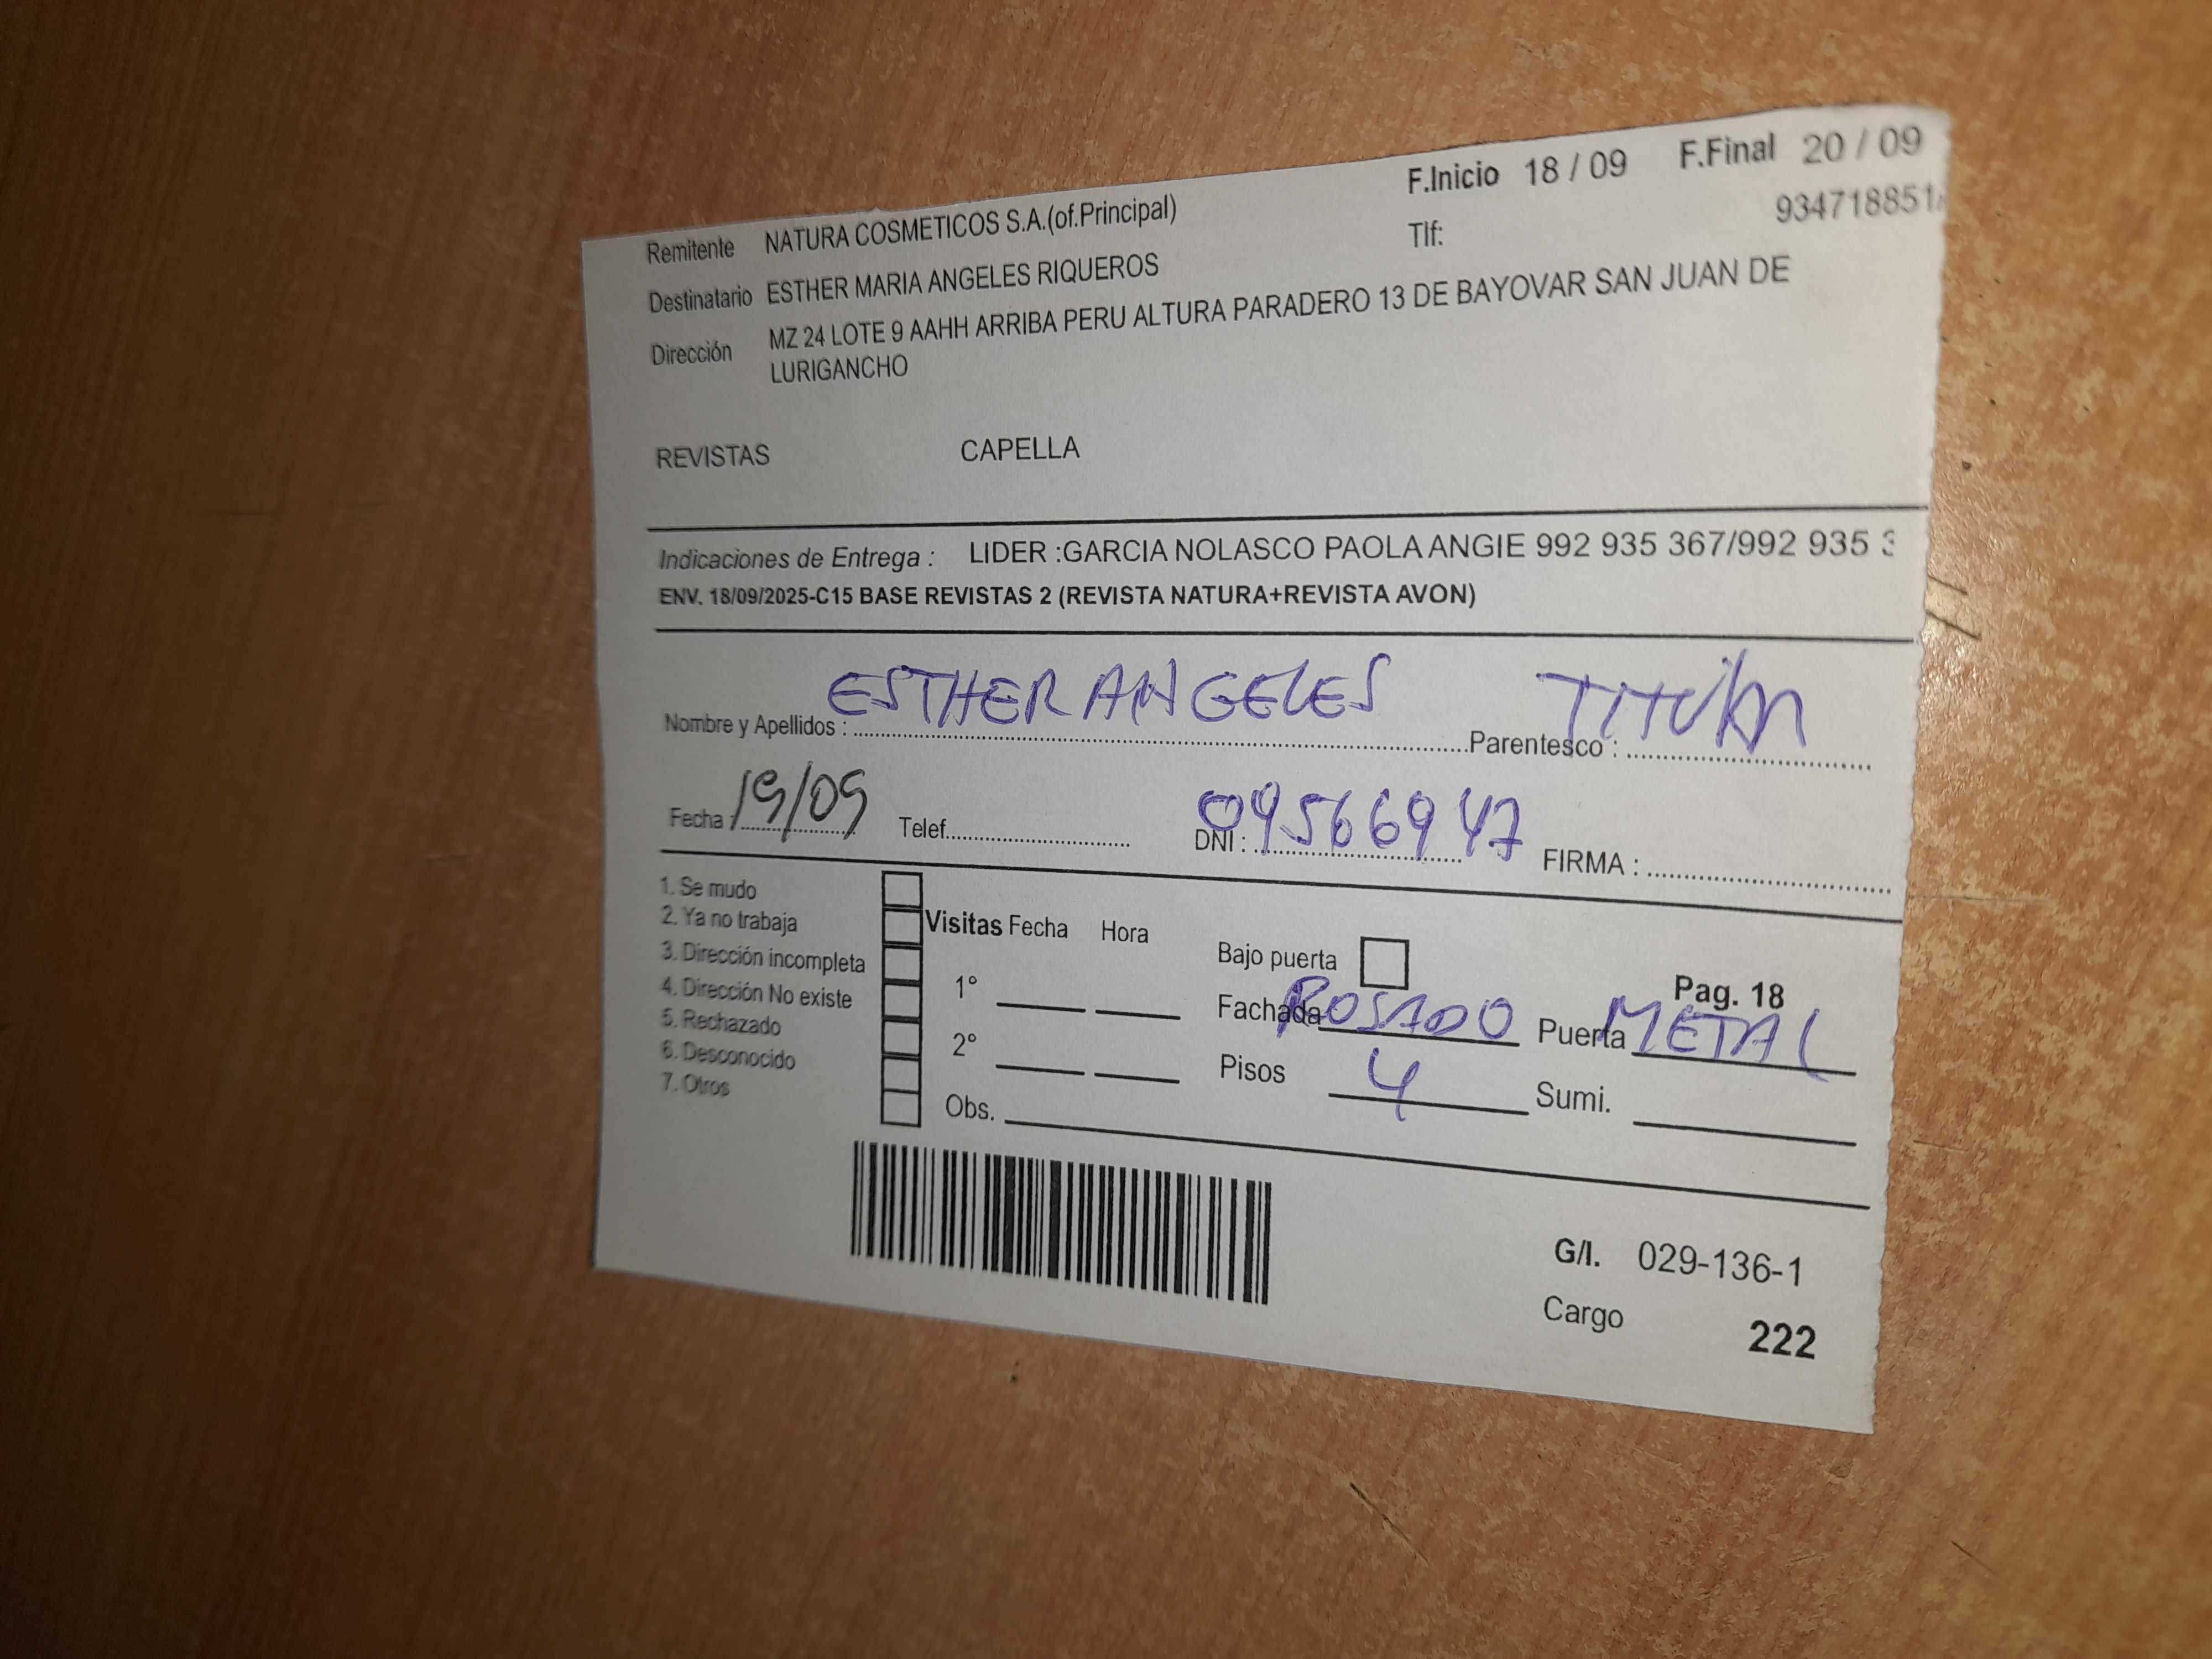 F.Inicio 18 / 09 F.Final 20 / 09
Remitente NATURA COSMETICOS S.A.(of.Principal) Tlf: 934718851
Destinatario ESTHER MARIA ANGELES RIQUEROS
Dirección MZ 24 LOTE 9 AAHH ARRIBA PERU ALTURA PARADERO 13 DE BAYOVAR SAN JUAN DE
LURIGANCHO
REVISTAS CAPELLA
Indicaciones de Entrega : LIDER :GARCIA NOLASCO PAOLA ANGIE 992 935 367/992 935 3
ENV. 18/09/2025-C15 BASE REVISTAS 2 (REVISTA NATURA+REVISTA AVON)
Nombre y Apellidos : ESTHER ANGELES Parentesco : TITULAR
Fecha : 19/09 Telef. DNI : 09566947 FIRMA :
1. Se mudo
2. Ya no trabaja
3. Dirección incompleta
4. Dirección No existe
5. Rechazado
6. Desconocido
7. Otros
Visitas Fecha Hora
1°
2°
Obs.
Bajo puerta
Pag. 18
Fachada ROSADO Puerta METAL
Pisos 4 Sumi.
G/I. 029-136-1
Cargo 222